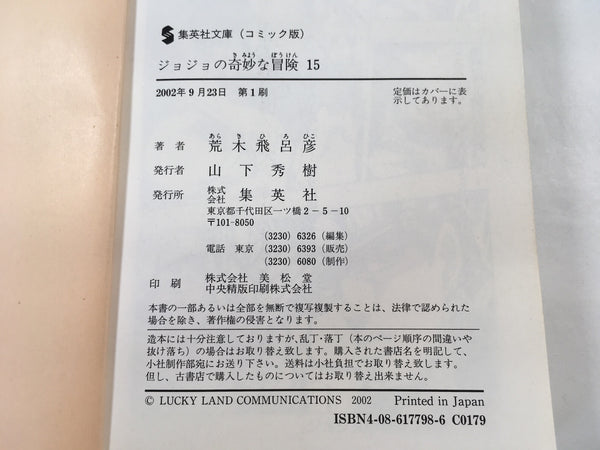 集英社文庫（コミック版）
き みよう ぼうけん
ジョジョの奇妙な冒険 15
2002年9月23日 第1刷
定価はカバーに表
示してあります。
あら き ひ ろ ひこ
著者 荒木飛呂彦
発行者 山下秀樹
発行所 株式会社 集英社
東京都千代田区一ツ橋2－5－10
〒101-8050
(3230) 6326 (編集)
電話 東京 (3230) 6393 (販売)
(3230) 6080 (制作)
印刷 株式会社 美松堂
中央精版印刷株式会社
本書の一部あるいは全部を無断で複写複製することは、法律で認められた
場合を除き、著作権の侵害となります。
造本には十分注意しておりますが、乱丁・落丁（本のページ順序の間違いや
抜け落ち）の場合はお取り替え致します。購入された書店名を明記して、
小社制作部宛にお送り下さい。送料は小社負担でお取り替え致します。
但し、古書店で購入したものについてはお取り替え出来ません。
© LUCKY LAND COMMUNICATIONS 2002 Printed in Japan
ISBN4-08-617798-6 C0179